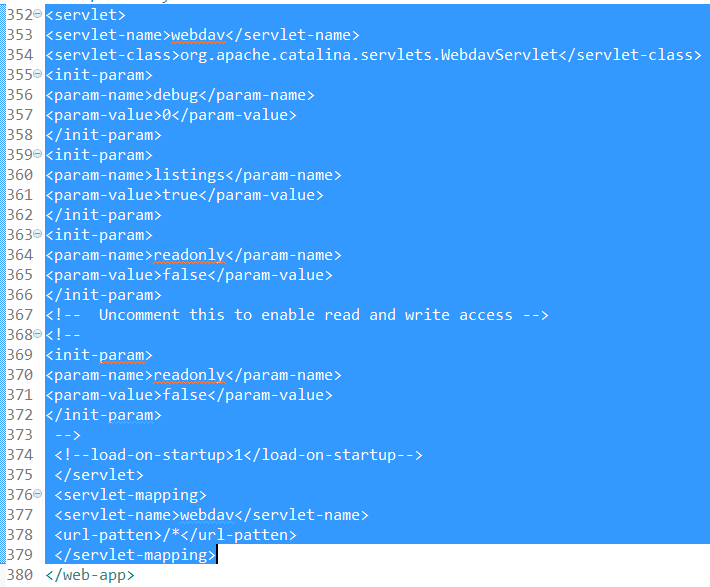 352 <servlet>
353 <servlet-name>webdav</servlet-name>
354 <servlet-class>org.apache.catalina.servlets.WebdavServlet</servlet-class>
355 <init-param>
356 <param-name>debug</param-name>
357 <param-value>0</param-value>
358 </init-param>
359 <init-param>
360 <param-name>listings</param-name>
361 <param-value>true</param-value>
362 </init-param>
363 <init-param>
364 <param-name>readonly</param-name>
365 <param-value>false</param-value>
366 </init-param>
367 <!--  Uncomment this to enable read and write access -->
368 <!--
369 <init-param>
370 <param-name>readonly</param-name>
371 <param-value>false</param-value>
372 </init-param>
373  -->
374  <!--load-on-startup>1</load-on-startup-->
375  </servlet>
376  <servlet-mapping>
377  <servlet-name>webdav</servlet-name>
378  <url-patten>/*</url-patten>
379  </servlet-mapping>
380 </web-app>